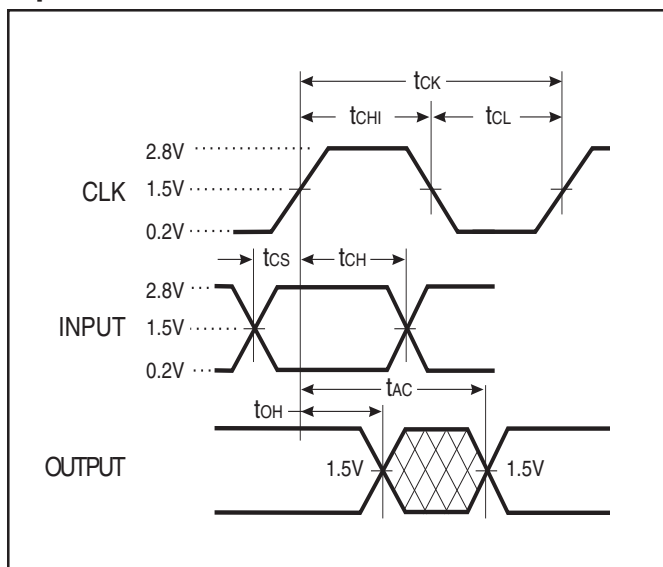 tCK
tCHI tCL
2.8V
CLK 1.5V
0.2V
tCS tCH
2.8V
INPUT 1.5V
0.2V
tAC
tOH
OUTPUT 1.5V 1.5V